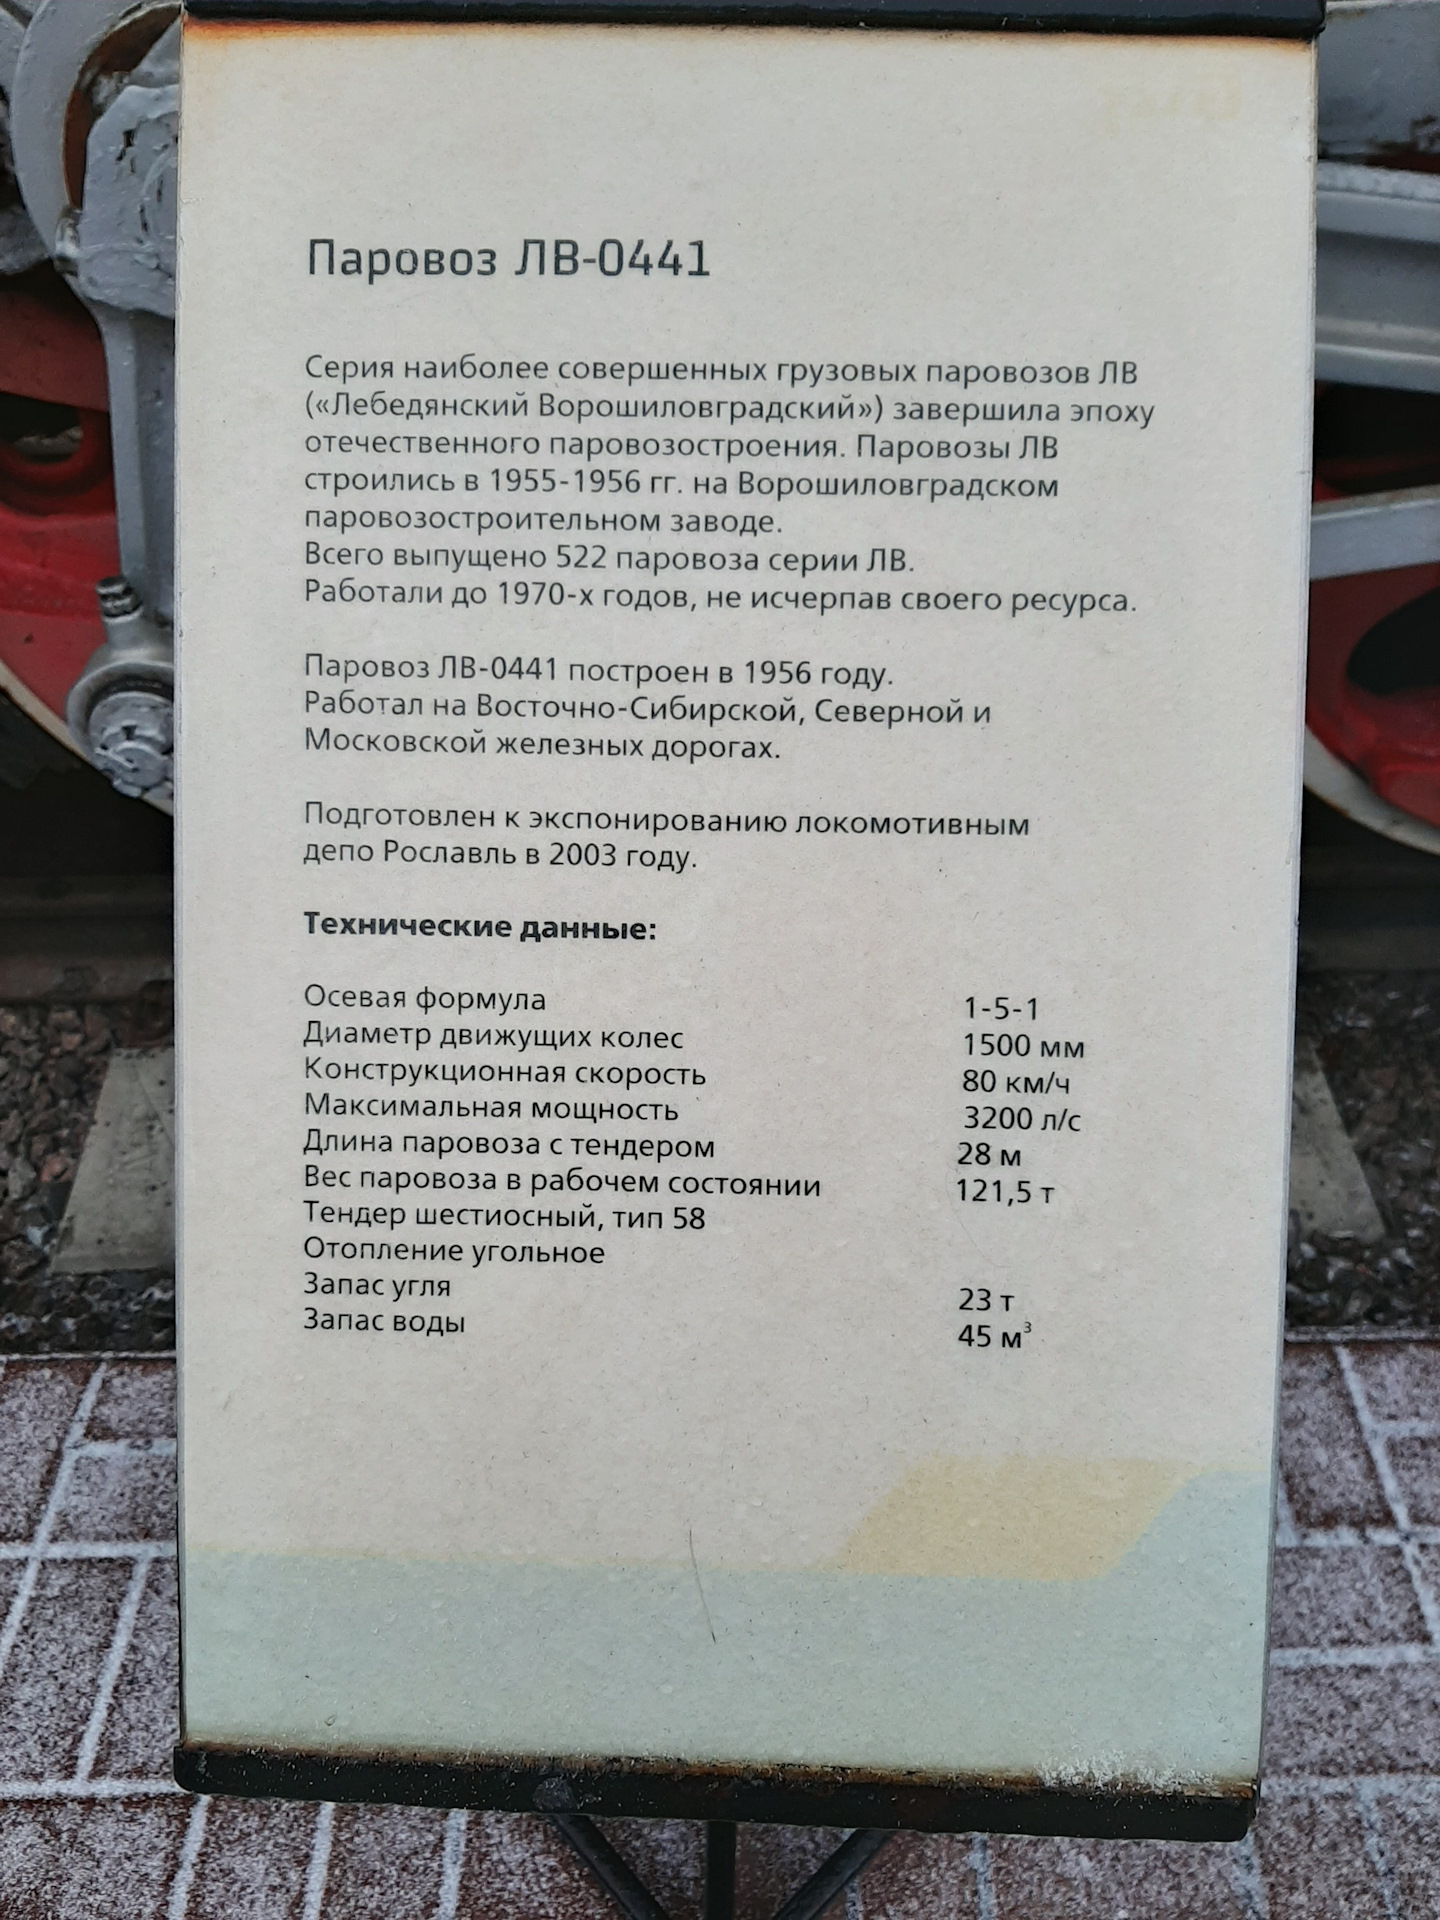 Паровоз ЛВ-0441
Серия наиболее совершенных грузовых паровозов ЛВ
(«Лебедянский Ворошиловградский») завершила эпоху
отечественного паровозостроения. Паровозы ЛВ
строились в 1955-1956 гг. на Ворошиловградском
паровозостроительном заводе.
Всего выпущено 522 паровоза серии ЛВ.
Работали до 1970-х годов, не исчерпав своего ресурса.
Паровоз ЛВ-0441 построен в 1956 году.
Работал на Восточно-Сибирской, Северной и
Московской железных дорогах.
Подготовлен к экспонированию локомотивным
депо Рославль в 2003 году.
Технические данные:
Осевая формула 1-5-1
Диаметр движущих колес 1500 мм
Конструкционная скорость 80 км/ч
Максимальная мощность 3200 л/с
Длина паровоза с тендером 28 м
Вес паровоза в рабочем состоянии 121,5 т
Тендер шестиосный, тип 58
Отопление угольное
Запас угля 23 т
Запас воды 45 м³